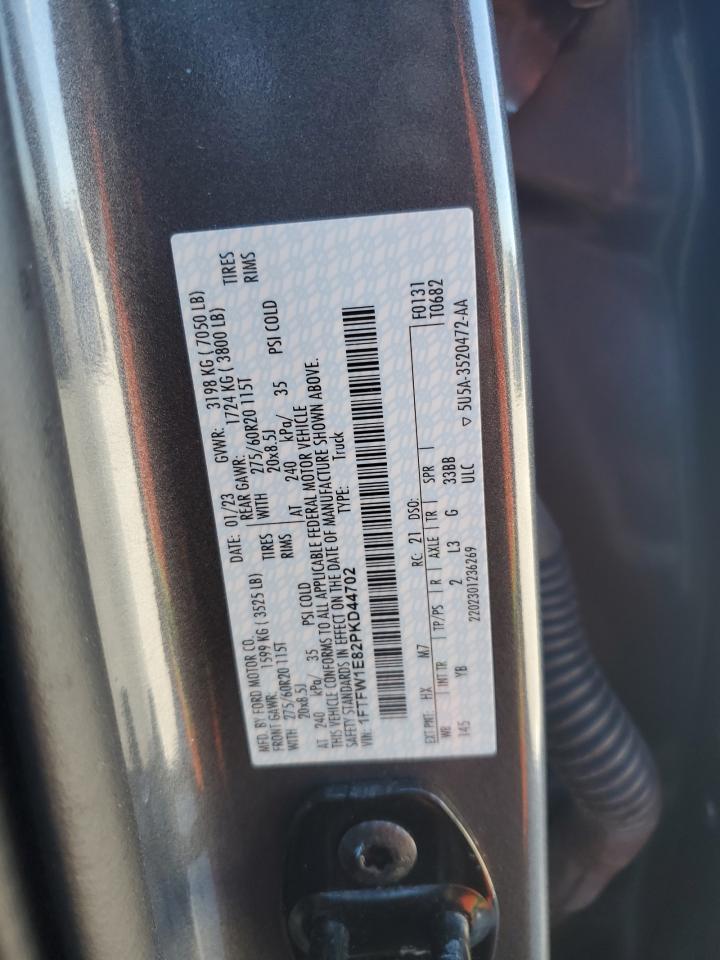 MFD. BY FORD MOTOR CO.
DATE: 01/23 GVWR: 3198 KG (7050 LB)
FRONT GAWR: 1599 KG (3525 LB) REAR GAWR: 1724 KG (3800 LB)
WITH 275/60R20 115T TIRES WITH 275/60R20 115T TIRES
20x8.5J RIMS 20x8.5J RIMS
AT 240 kPa/ 35 PSI COLD AT 240 kPa/ 35 PSI COLD
THIS VEHICLE CONFORMS TO ALL APPLICABLE FEDERAL MOTOR VEHICLE
SAFETY STANDARDS IN EFFECT ON THE DATE OF MANUFACTURE SHOWN ABOVE.
VIN: 1FTFW1E82PKD44702 TYPE: Truck
F0131
T0682
EXT PNT: HX M7 RC: 21 DSO:
WB INT TR TP/PS R AXLE TR SPR
145 YB 2 L3 G 33BB
2202301236269 ULC
▽ 5U5A-3520472-AA